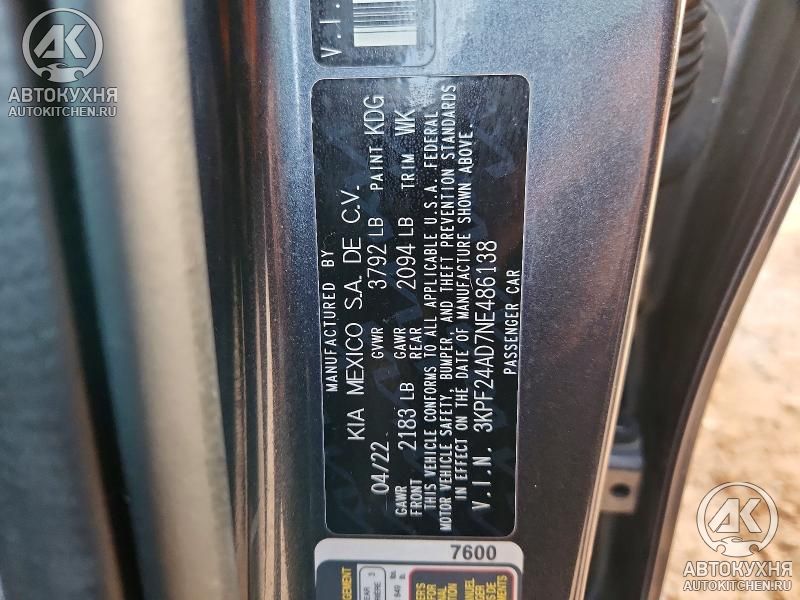 V.I.
MANUFACTURED BY
KIA MEXICO S.A. DE C.V.
04/22 GVWR 3792 LB PAINT KDG
GAWR FRONT 2183 LB GAWR REAR 2094 LB TRIM WK
THIS VEHICLE CONFORMS TO ALL APPLICABLE U.S.A. FEDERAL
MOTOR VEHICLE SAFETY, BUMPER, AND THEFT PREVENTION STANDARDS
IN EFFECT ON THE DATE OF MANUFACTURE SHOWN ABOVE.
V.I.N. 3KPF24AD7NE486138
PASSENGER CAR
7600
AK
АВТОКУХНЯ
AUTOKITCHEN.RU
AK
АВТОКУХНЯ
AUTOKITCHEN.RU